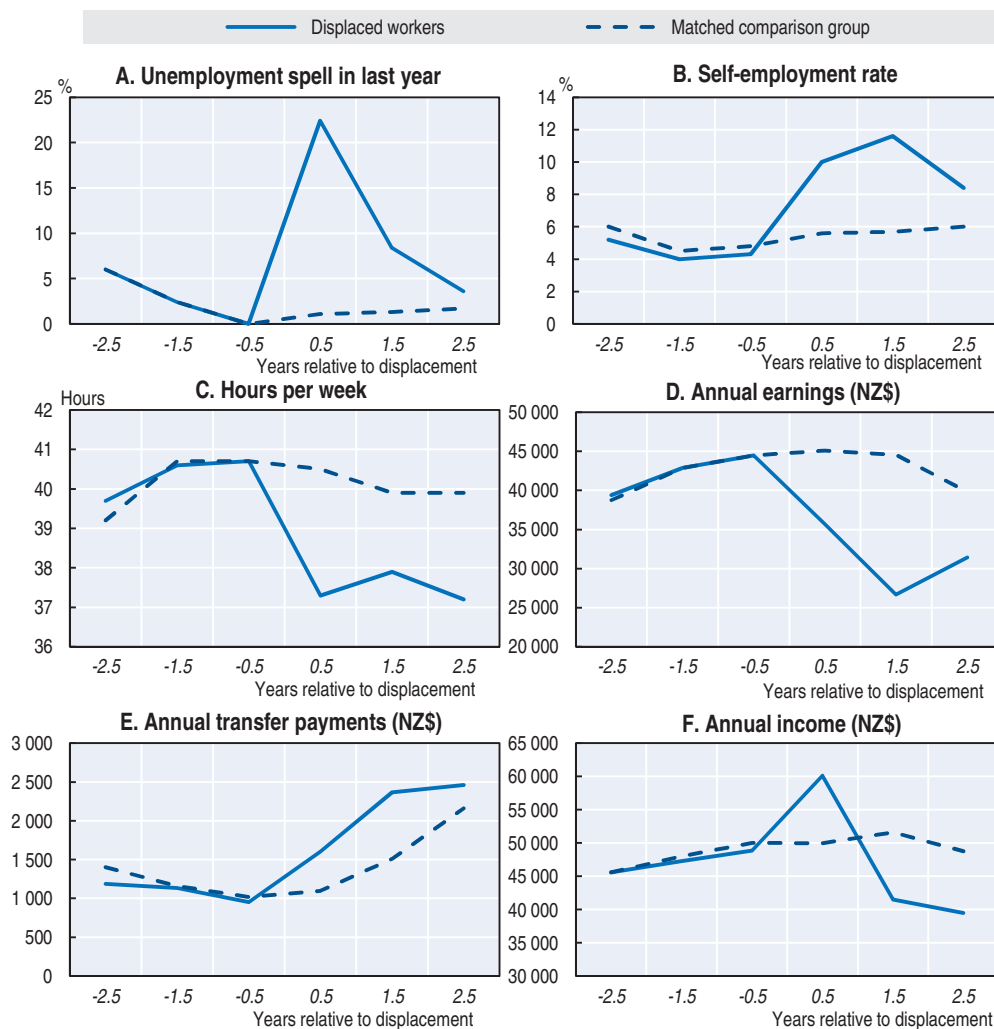 Displaced workers Matched comparison group
A. Unemployment spell in last year
%
25
20
15
10
5
0
-2.5 -1.5 -0.5 0.5 1.5 2.5
Years relative to displacement
B. Self-employment rate
%
14
12
10
8
6
4
2
0
-2.5 -1.5 -0.5 0.5 1.5 2.5
Years relative to displacement
C. Hours per week
Hours
42
41
40
39
38
37
36
-2.5 -1.5 -0.5 0.5 1.5 2.5
Years relative to displacement
D. Annual earnings (NZ$)
50 000
45 000
40 000
35 000
30 000
25 000
20 000
-2.5 -1.5 -0.5 0.5 1.5 2.5
Years relative to displacement
E. Annual transfer payments (NZ$)
3 000
2 500
2 000
1 500
1 000
500
0
-2.5 -1.5 -0.5 0.5 1.5 2.5
Years relative to displacement
F. Annual income (NZ$)
65 000
60 000
55 000
50 000
45 000
40 000
35 000
30 000
-2.5 -1.5 -0.5 0.5 1.5 2.5
Years relative to displacement